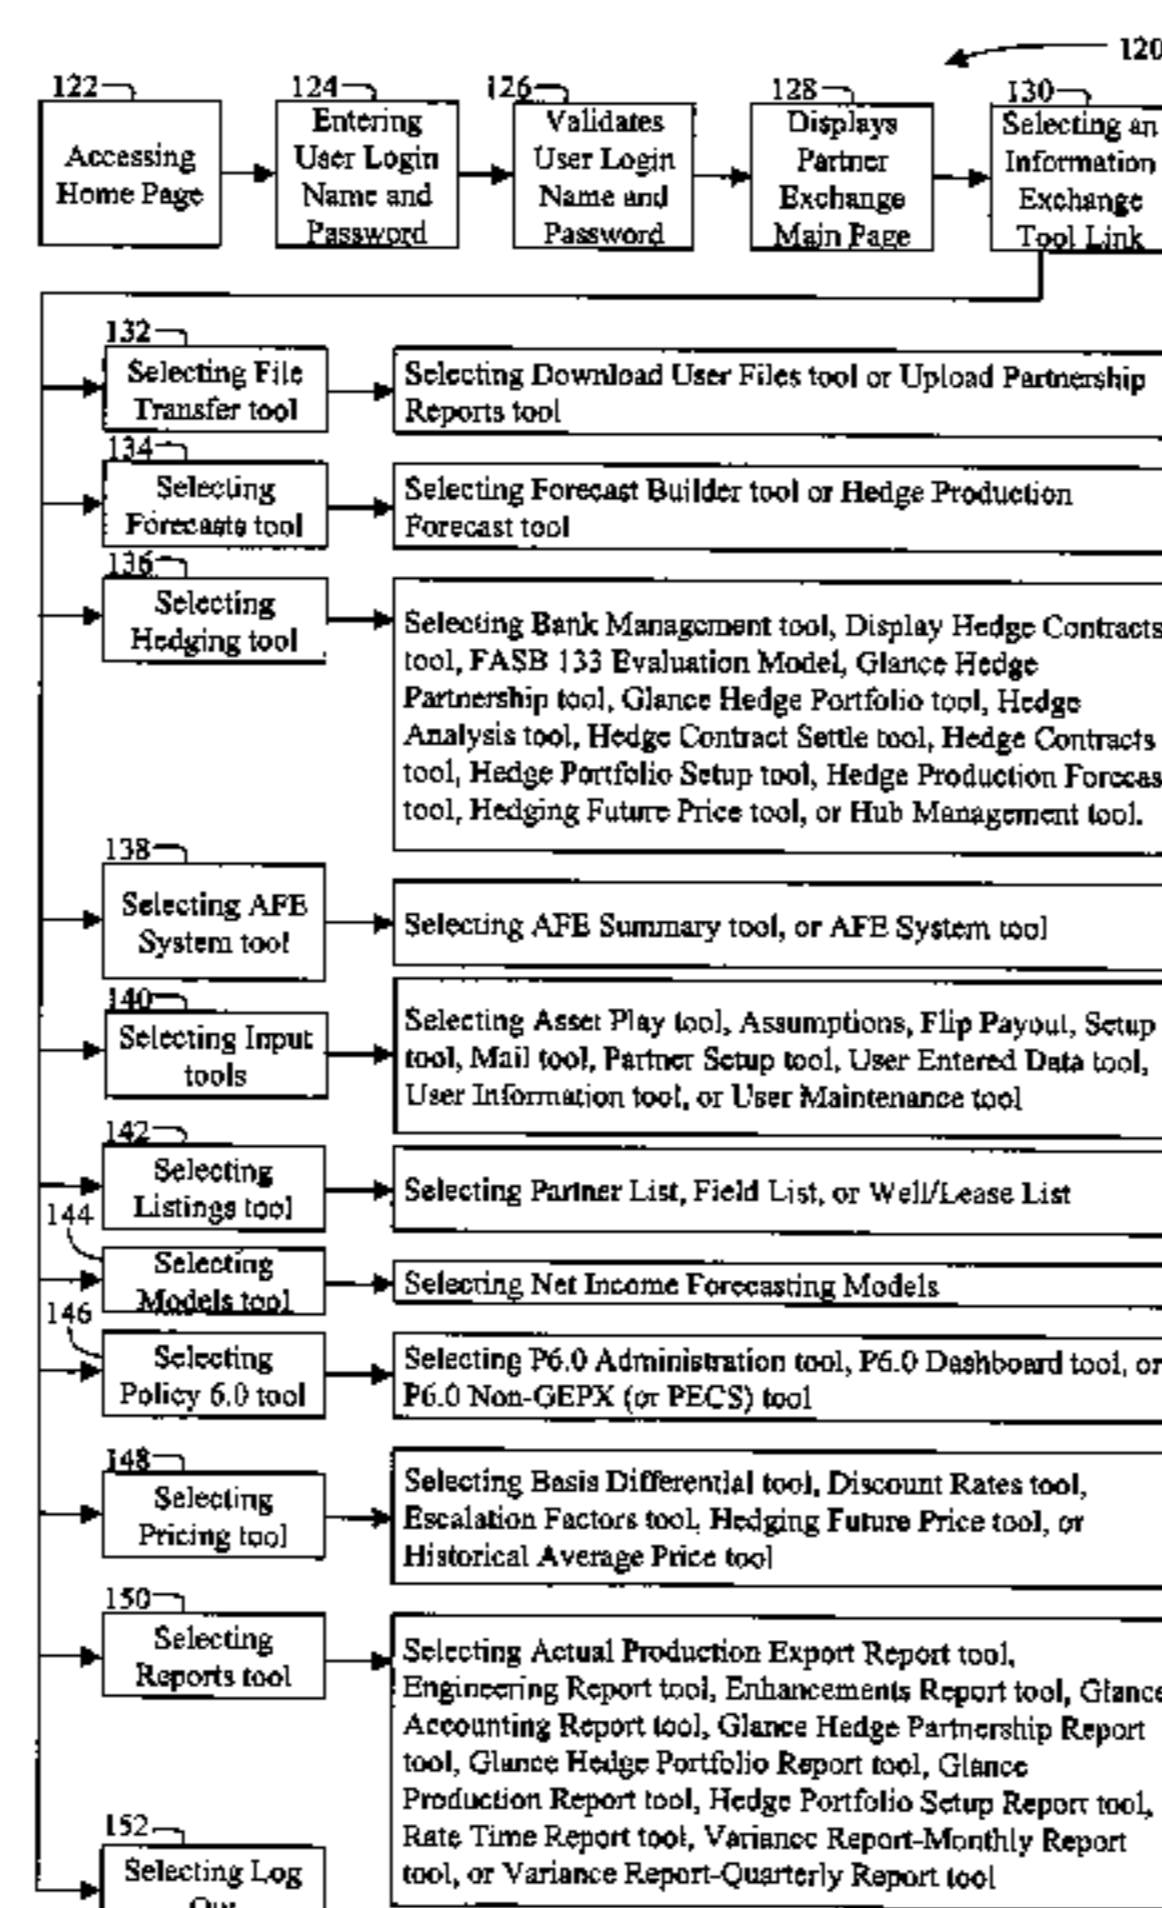 120
122
Accessing
Home Page
124
Entering
User Login
Name and
Password
126
Validates
User Login
Name and
Password
128
Displays
Partner
Exchange
Main Page
130
Selecting an
Information
Exchange
Tool Link
132
Selecting File
Transfer tool
Selecting Download User Files tool or Upload Partnership
Reports tool
134
Selecting
Forecasts tool
Selecting Forecast Builder tool or Hedge Production
Forecast tool
136
Selecting
Hedging tool
Selecting Bank Management tool, Display Hedge Contracts
tool, FASB 133 Evaluation Model, Glance Hedge
Partnership tool, Glance Hedge Portfolio tool, Hedge
Analysis tool, Hedge Contract Settle tool, Hedge Contracts
tool, Hedge Portfolio Setup tool, Hedge Production Forecas
tool, Hedging Future Price tool, or Hub Management tool.
138
Selecting AFE
System tool
Selecting AFE Summary tool, or AFE System tool
140
Selecting Input
tools
Selecting Asset Play tool, Assumptions, Flip Payout, Setup
tool, Mail tool, Partner Setup tool, User Entered Data tool,
User Information tool, or User Maintenance tool
142
Selecting
Listings tool
Selecting Partner List, Field List, or Well/Lease List
144
Selecting
Models tool
Selecting Net Income Forecasting Models
146
Selecting
Policy 6.0 tool
Selecting P6.0 Administration tool, P6.0 Dashboard tool, or
P6.0 Non-GEPX (or PECS) tool
148
Selecting
Pricing tool
Selecting Basis Differential tool, Discount Rates tool,
Escalation Factors tool, Hedging Future Price tool, or
Historical Average Price tool
150
Selecting
Reports tool
Selecting Actual Production Export Report tool,
Engineering Report tool, Enhancements Report tool, Glance
Accounting Report tool, Glance Hedge Partnership Report
tool, Glance Hedge Portfolio Report tool, Glance
Production Report tool, Hedge Portfolio Setup Report tool,
Rate Time Report tool, Variance Report-Monthly Report
tool, or Variance Report-Quarterly Report tool
152
Selecting Log
Out